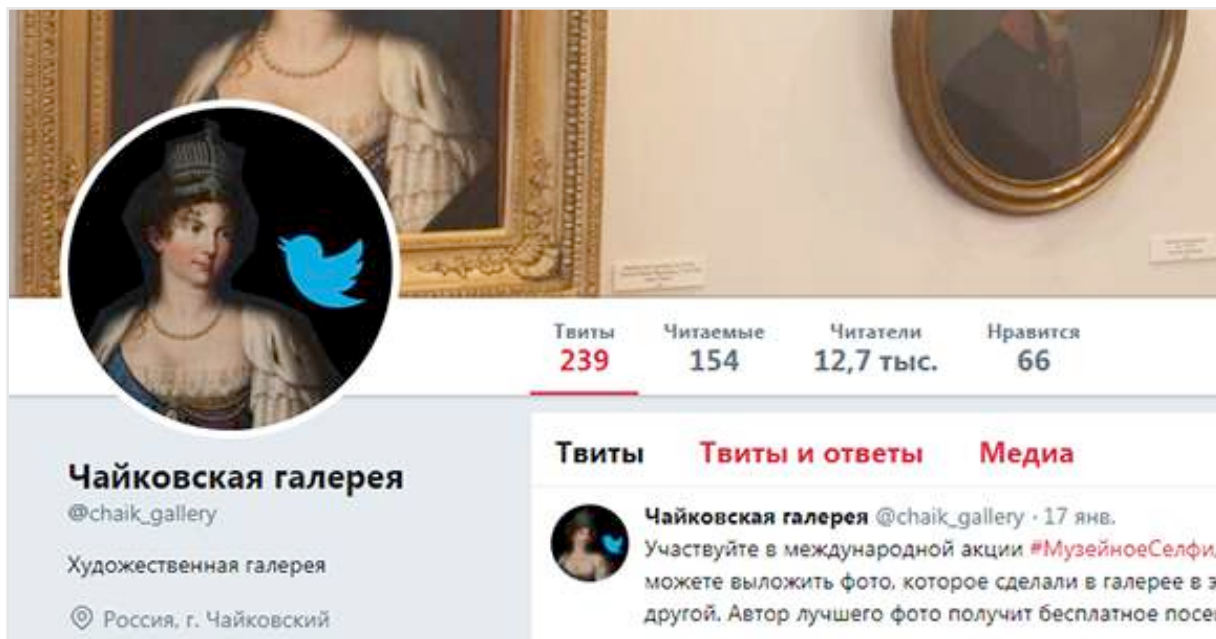 Твиты
239
Читаемые
154
Читатели
12,7 тыс.
Нравится
66
Чайковская галерея
@chaik_gallery
Художественная галерея
Россия, г. Чайковский
Твиты Твиты и ответы Медиа
Чайковская галерея @chaik_gallery · 17 янв.
Участвуйте в международной акции #МузейноеСелфи
можете выложить фото, которое сделали в галерее в
другой. Автор лучшего фото получит бесплатное